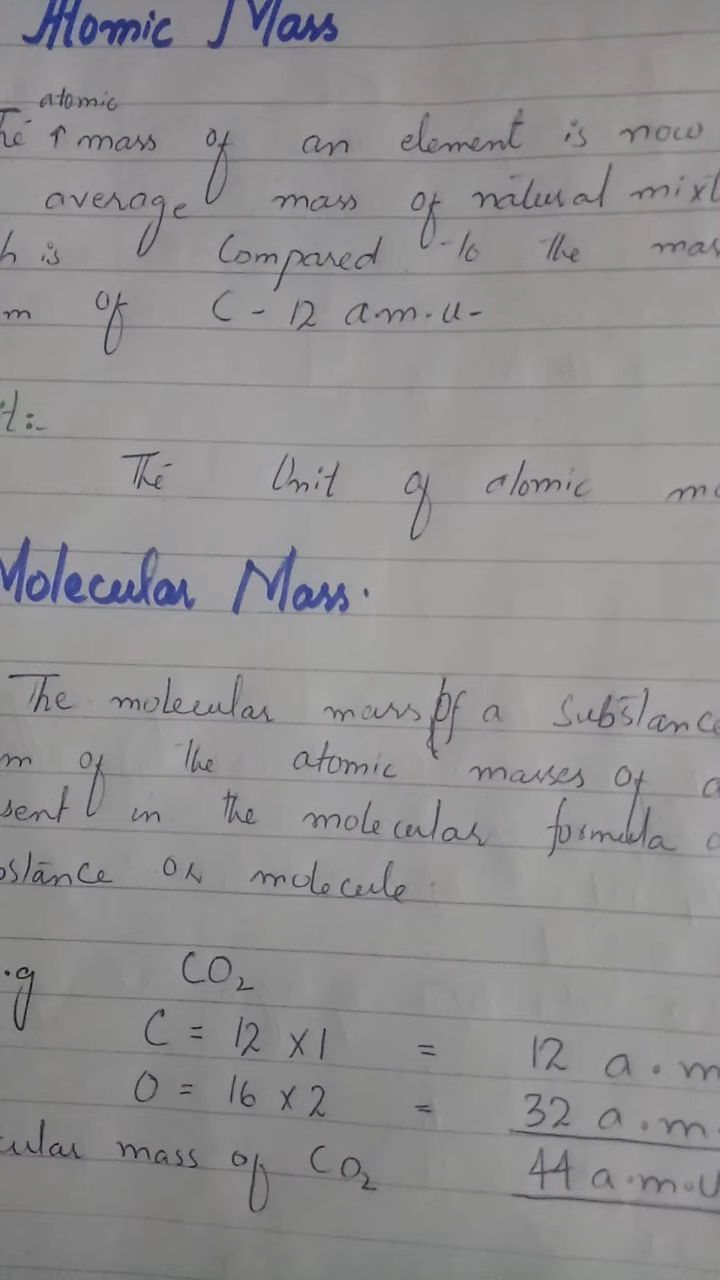 Atomic Mass
atomic
The ↑ mass of an element is now
average mass of natural mixt
h is Compared to the mas
m of C - 12 a.m.u-
t:-
The Unit of atomic m
Molecular Mass.
The molecular mass of a Substance
m of the atomic masses of a
sent in the molecular formula o
bstance OR molecule.
.g CO₂
C = 12 × 1 = 12 a.m
O = 16 × 2 = 32 a.m.
cular mass of CO₂ 44 a.m.u